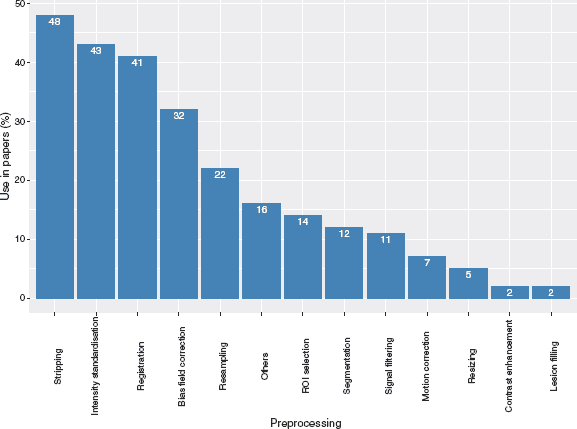 Use in papers (%)
50
40
30
20
10
0
48
43
41
32
22
16
14
12
11
7
5
2
2
Stripping
Intensity standardisation
Registration
Bias field correction
Resampling
Others
ROI selection
Segmentation
Signal filtering
Motion correction
Resizing
Contrast enhancement
Lesion filling
Preprocessing